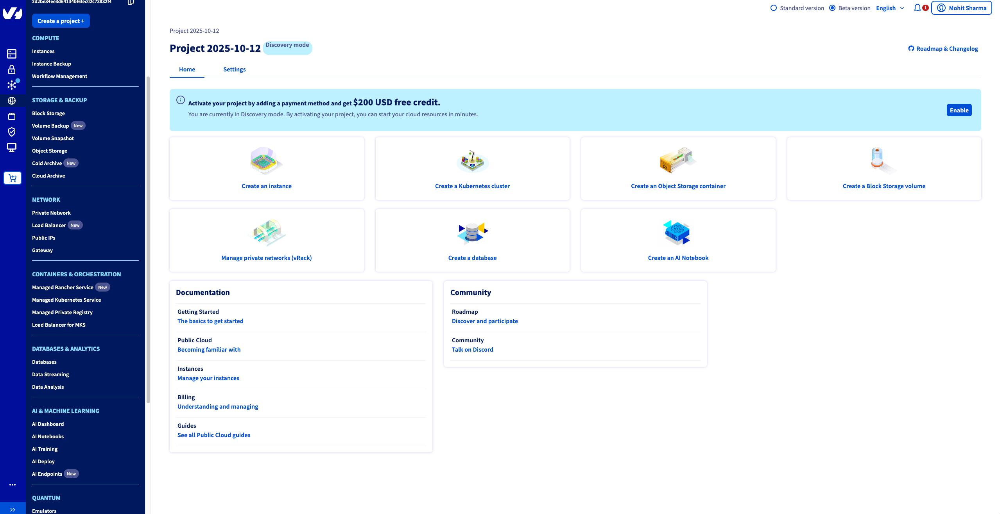 2d2be34ee3d64134bf6fec02c73832f4
Create a project +
COMPUTE
Instances
Instance Backup
Workflow Management
STORAGE & BACKUP
Block Storage
Volume Backup New
Volume Snapshot
Object Storage
Cold Archive New
Cloud Archive
NETWORK
Private Network
Load Balancer New
Public IPs
Gateway
CONTAINERS & ORCHESTRATION
Managed Rancher Service New
Managed Kubernetes Service
Managed Private Registry
Load Balancer for MKS
DATABASES & ANALYTICS
Databases
Data Streaming
Data Analysis
AI & MACHINE LEARNING
AI Dashboard
AI Notebooks
AI Training
AI Deploy
AI Endpoints New
QUANTUM
Emulators
Standard version Beta version English 1 Mohit Sharma
Project 2025-10-12
Project 2025-10-12 Discovery mode
Roadmap & Changelog
Home Settings
Activate your project by adding a payment method and get $200 USD free credit.
You are currently in Discovery mode. By activating your project, you can start your cloud resources in minutes.
Enable
S3
Create an instance
Create a Kubernetes cluster
Create an Object Storage container
Create a Block Storage volume
Manage private networks (vRack)
Create a database
Create an AI Notebook
Documentation
Getting Started
The basics to get started
Public Cloud
Becoming familiar with
Instances
Manage your instances
Billing
Understanding and managing
Guides
See all Public Cloud guides
Community
Roadmap
Discover and participate
Community
Talk on Discord